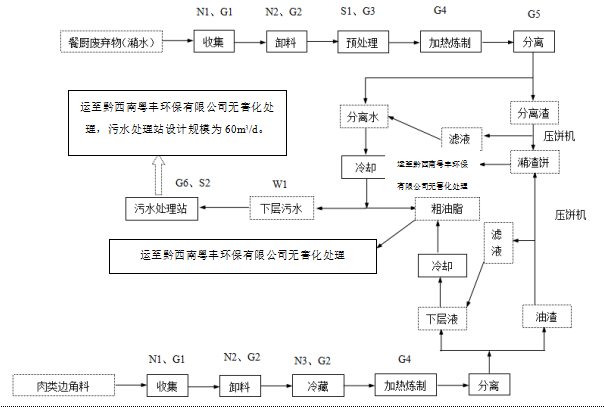 N1、G1
N2、G2
S1、G3
G4
G5
餐厨废弃物（潲水）
收集
卸料
预处理
加热炼制
分离
运至黔西南粤丰环保有限公司无害化处
理，污水处理站设计规模为 60m³/d。
分离水
分离渣
滤液
压饼机
冷却
运至黔西南粤丰环保
有限公司无害化处理
潲渣饼
G6、S2
W1
污水处理站
下层污水
粗油脂
压饼机
运至黔西南粤丰环保有限公司无害化处理
滤
液
冷却
下层液
油渣
N1、G1
N2、G2
N3、G2
G4
肉类边角料
收集
卸料
冷藏
加热炼制
分离